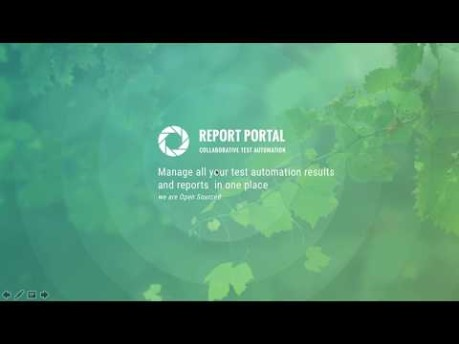 REPORT PORTAL
COLLABORATIVE TEST AUTOMATION
Manage all your test automation results
and reports in one place
we are Open Sourced